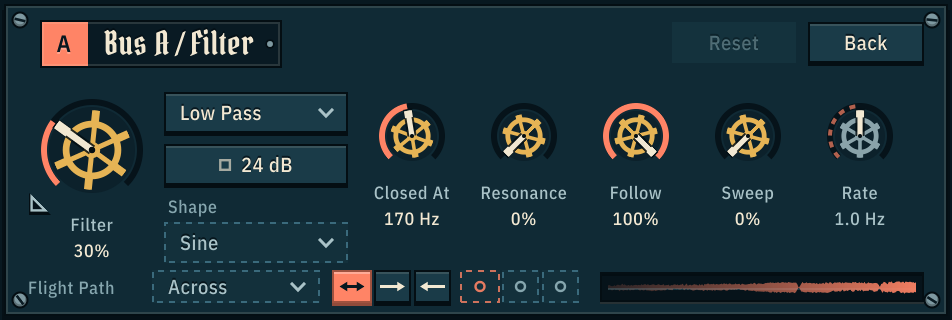 A Bus A / Filter
Reset
Back
Low Pass
24 dB
Shape
Sine
Filter
30%
Closed At
170 Hz
Resonance
0%
Follow
100%
Sweep
0%
Rate
1.0 Hz
Flight Path
Across